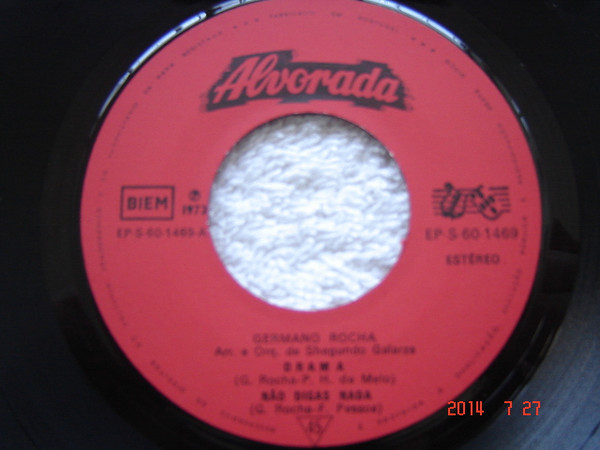 Alvorada
BIEM
℗
1973
EP-S-60-1469-A
EP-S-60-1469
ESTÉREO
GERMANO ROCHA
Arr. e Orq. de Shegundo Galarza
DRAMA
(G. Rocha-P. H. de Melo)
NÃO DIGAS NADA
(G. Rocha-F. Pessoa)
45
2014 7 27